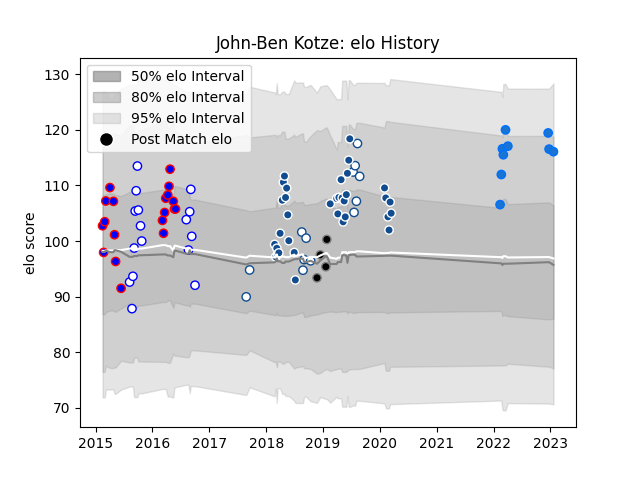 John-Ben Kotze: elo History
50% elo Interval
80% elo Interval
95% elo Interval
Post Match elo
elo score
130
120
110
100
90
80
70
2015 2016 2017 2018 2019 2020 2021 2022 2023